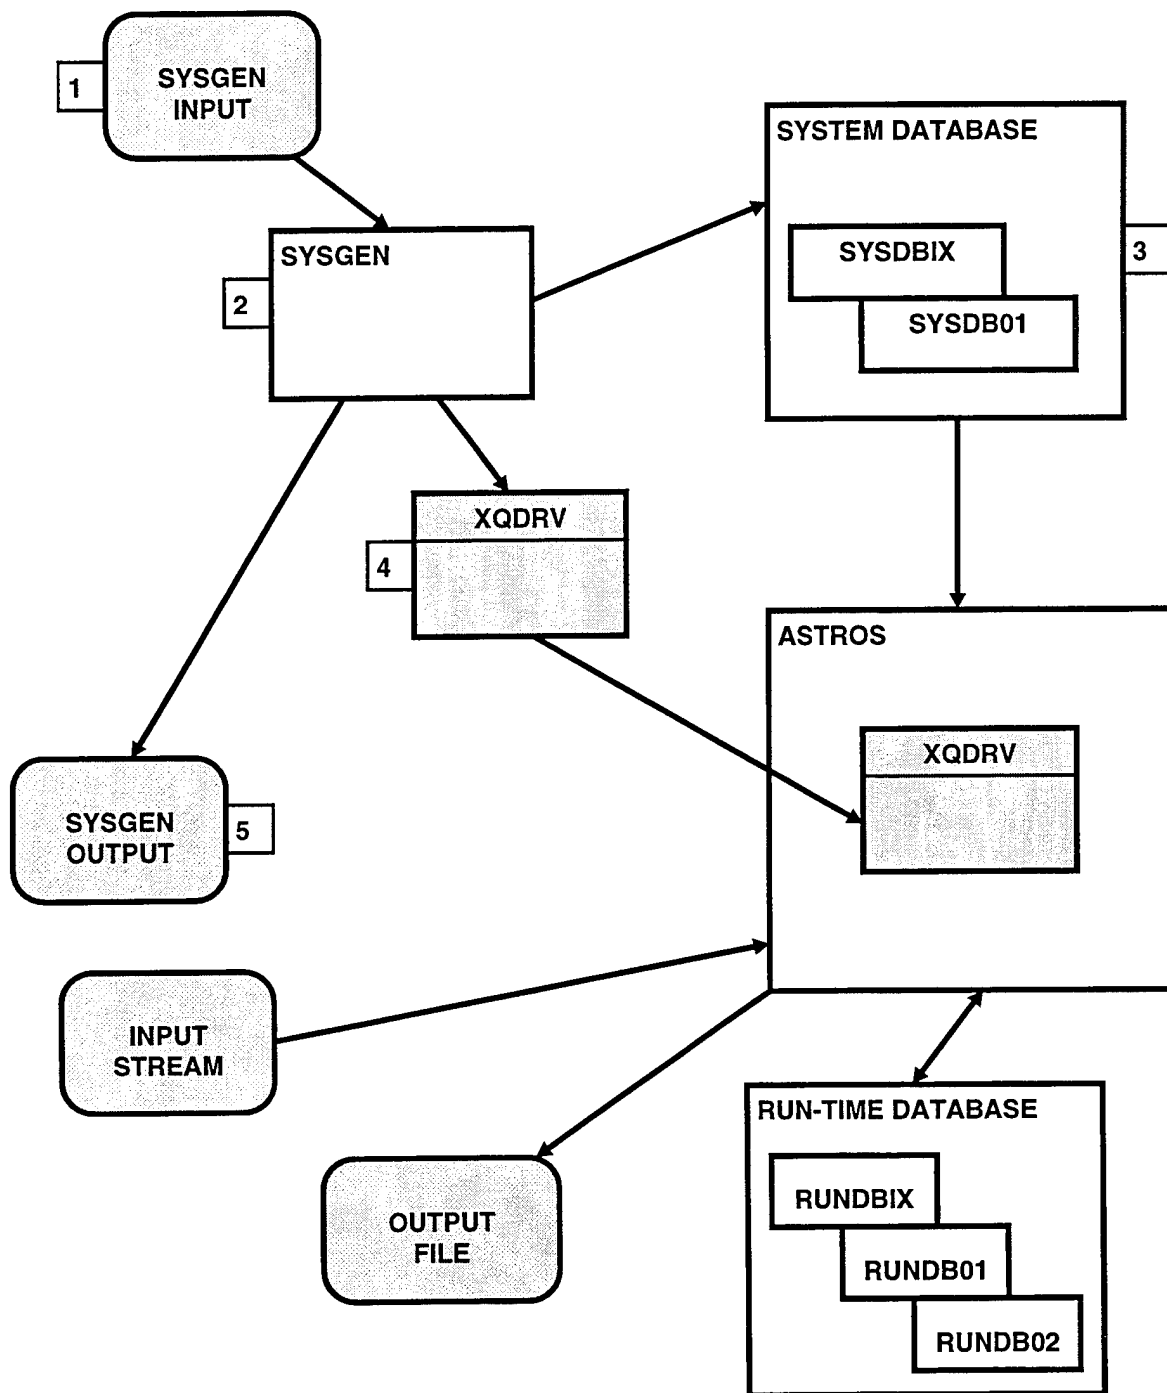 1
SYSGEN
INPUT
SYSTEM DATABASE
SYSGEN
2
SYSDBIX
3
SYSDB01
XQDRV
4
ASTROS
XQDRV
SYSGEN
OUTPUT
5
INPUT
STREAM
RUN-TIME DATABASE
OUTPUT
FILE
RUNDBIX
RUNDB01
RUNDB02